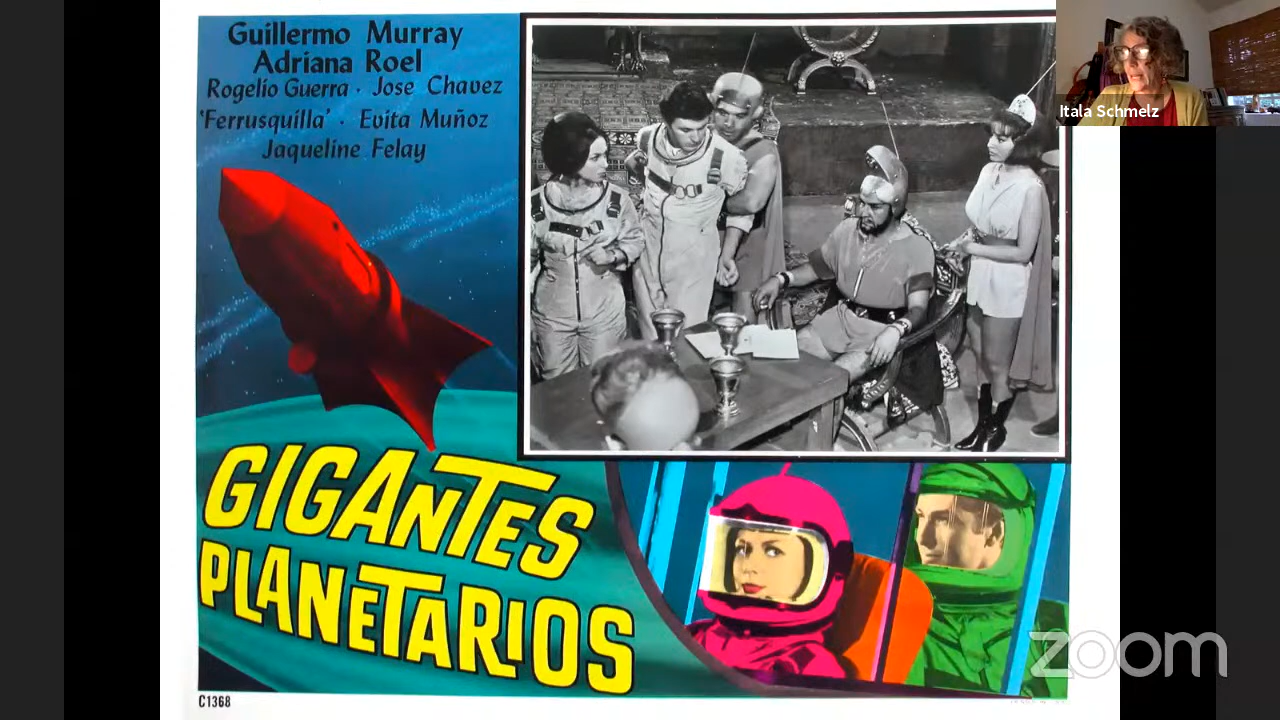 Guillermo Murray
Adriana Roel
Rogelio Guerra · Jose Chavez
'Ferrusquilla' · Evita Muñoz
Jaqueline Felay
GIGANTES
PLANETARIOS
C1368
Itala Schmelz
zoom